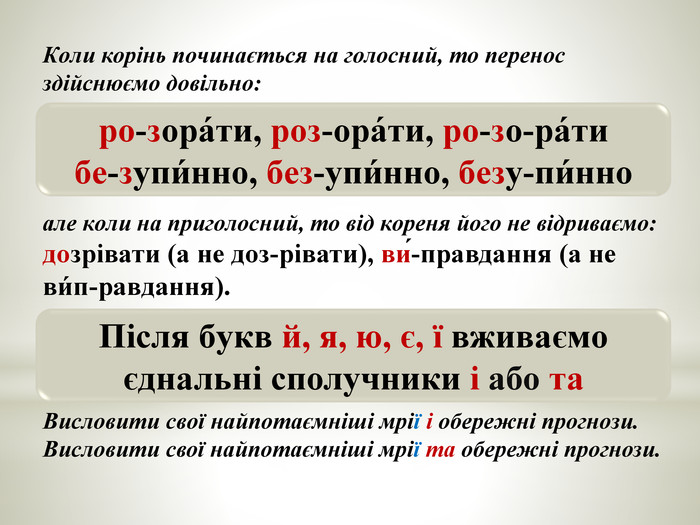 Коли корінь починається на голосний, то перенос
здійснюємо довільно:
ро-зора́ти, роз-ора́ти, ро-зо-ра́ти
бе-зупи́нно, без-упи́нно, безу-пи́нно
але коли на приголосний, то від кореня його не відриваємо:
дозрівати (а не доз-рівати), ви́-правдання (а не
ви́п-равдання).
Після букв й, я, ю, є, ї вживаємо
єднальні сполучники і або та
Висловити свої найпотаємніші мрії і обережні прогнози.
Висловити свої найпотаємніші мрії та обережні прогнози.